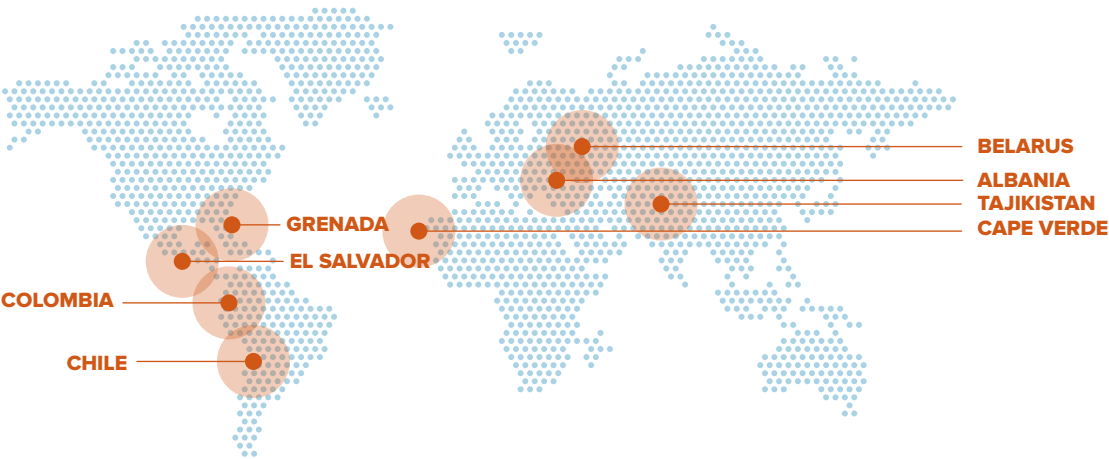 BELARUS
ALBANIA
TAJIKISTAN
GRENADA
CAPE VERDE
EL SALVADOR
COLOMBIA
CHILE